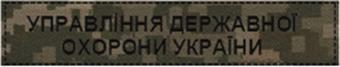 УПРАВЛІННЯ ДЕРЖАВНОЇ
ОХОРОНИ УКРАЇНИ